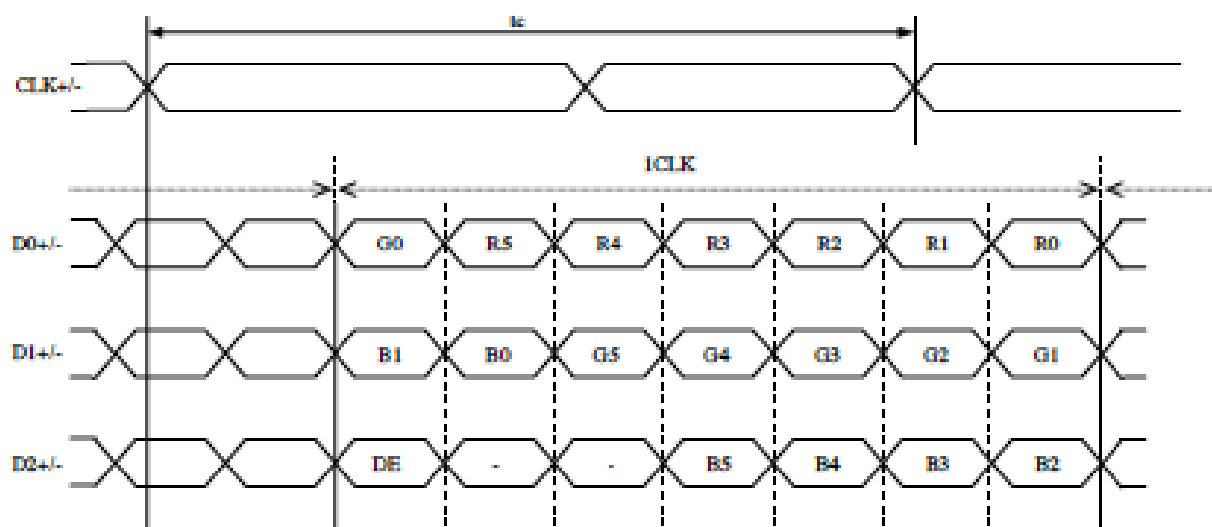 tc
CLK+/-
1CLK
D0+/- G0 R5 R4 R3 R2 R1 R0
D1+/- B1 B0 G5 G4 G3 G2 G1
D2+/- DE - - B5 B4 B3 B2